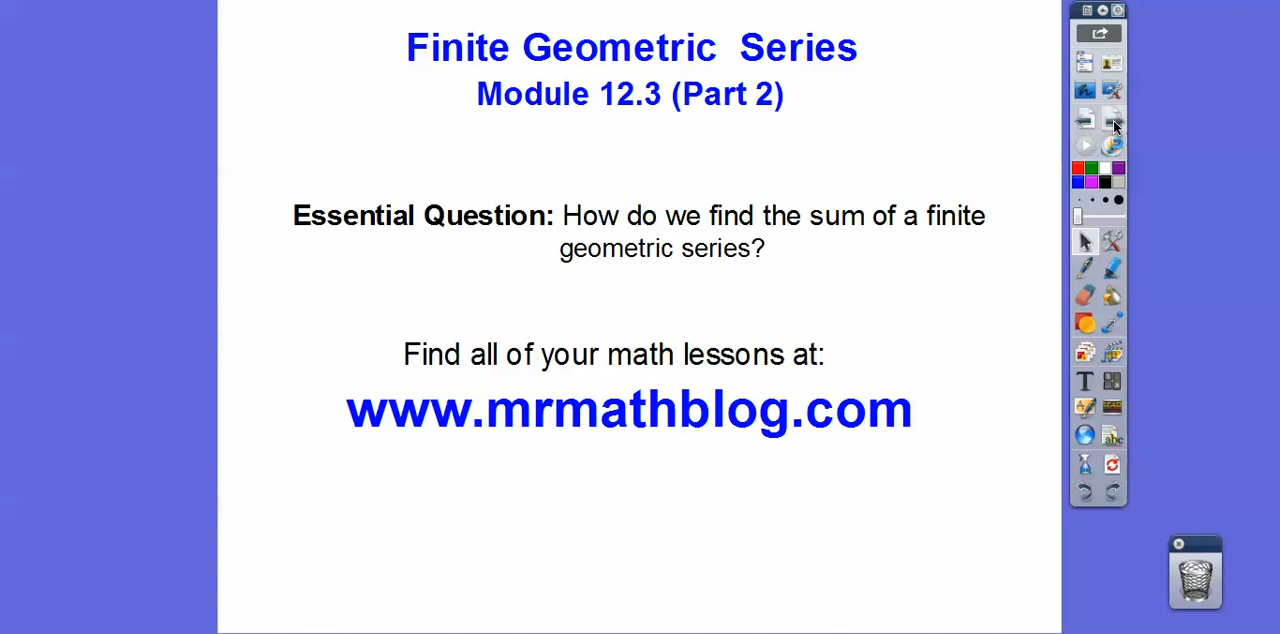 Finite Geometric Series
Module 12.3 (Part 2)
Essential Question: How do we find the sum of a finite
geometric series?
Find all of your math lessons at:
www.mrmathblog.com
T
abc